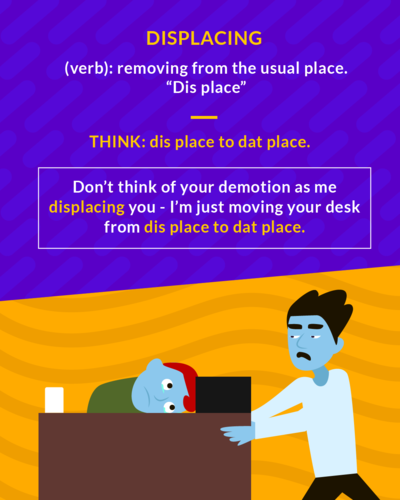 DISPLACING
(verb): removing from the usual place.
“Dis place”
THINK: dis place to dat place.
Don’t think of your demotion as me
displacing you - I’m just moving your desk
from dis place to dat place.